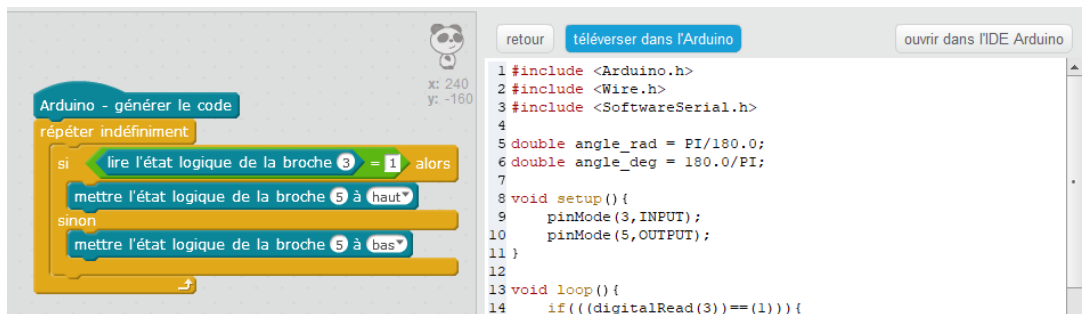 x: 240
y: -160
Arduino - générer le code
répéter indéfiniment
si lire l'état logique de la broche 3 = 1 alors
mettre l'état logique de la broche 5 à haut
sinon
mettre l'état logique de la broche 5 à bas
retour téléverser dans l'Arduino ouvrir dans l'IDE Arduino
1 #include <Arduino.h>
2 #include <Wire.h>
3 #include <SoftwareSerial.h>
4
5 double angle_rad = PI/180.0;
6 double angle_deg = 180.0/PI;
7
8 void setup(){
9 pinMode(3,INPUT);
10 pinMode(5,OUTPUT);
11 }
12
13 void loop(){
14 if(((digitalRead(3))==(1))){